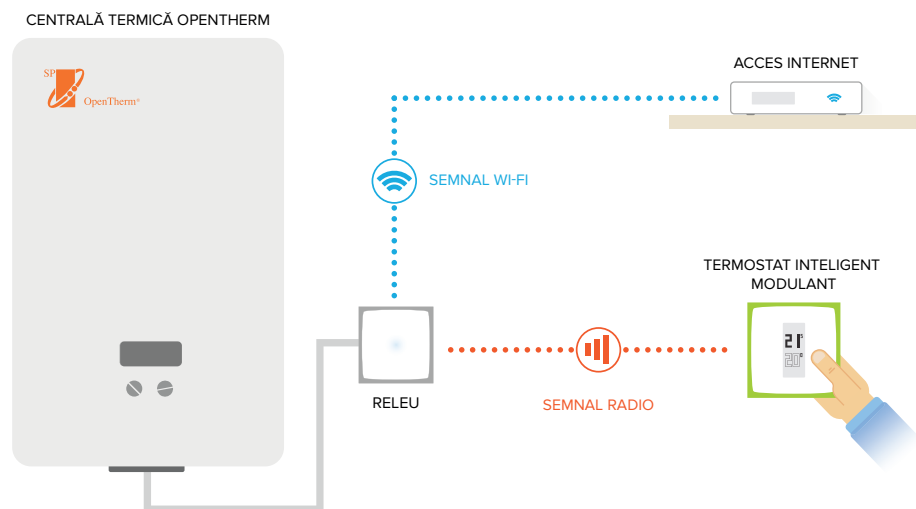 CENTRALĂ TERMICĂ OPENTHERM
SP
OpenTherm®
ACCES INTERNET
SEMNAL WI-FI
TERMOSTAT INTELIGENT
MODULANT
21°
20°
RELEU
SEMNAL RADIO